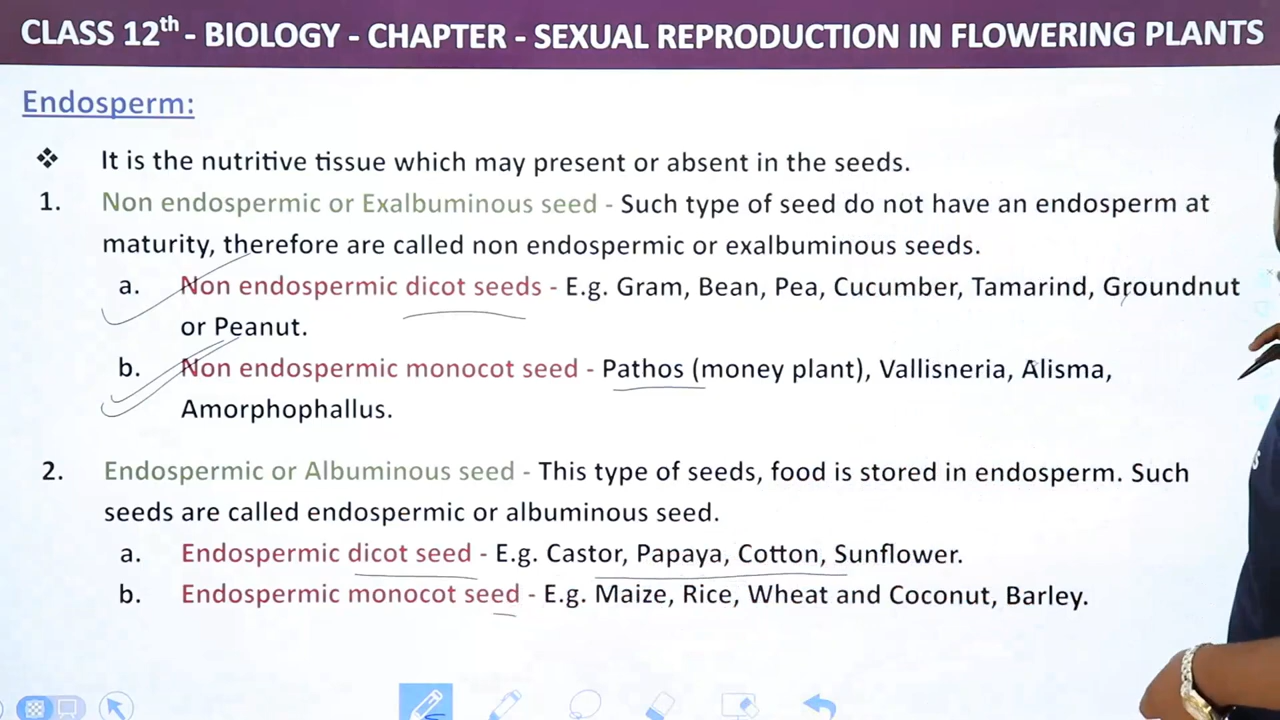 CLASS 12th - BIOLOGY - CHAPTER - SEXUAL REPRODUCTION IN FLOWERING PLANTS
Endosperm:
❖ It is the nutritive tissue which may present or absent in the seeds.
1. Non endospermic or Exalbuminous seed - Such type of seed do not have an endosperm at
maturity, therefore are called non endospermic or exalbuminous seeds.
a. Non endospermic dicot seeds - E.g. Gram, Bean, Pea, Cucumber, Tamarind, Groundnut
or Peanut.
b. Non endospermic monocot seed - Pathos (money plant), Vallisneria, Alisma,
Amorphophallus.
2. Endospermic or Albuminous seed - This type of seeds, food is stored in endosperm. Such
seeds are called endospermic or albuminous seed.
a. Endospermic dicot seed - E.g. Castor, Papaya, Cotton, Sunflower.
b. Endospermic monocot seed - E.g. Maize, Rice, Wheat and Coconut, Barley.